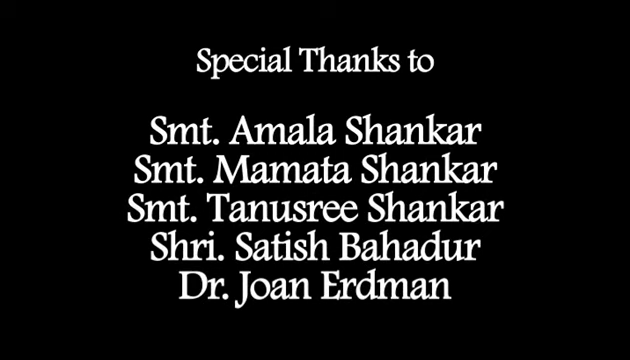 Special Thanks to
Smt. Amala Shankar
Smt. Mamata Shankar
Smt. Tanusree Shankar
Shri. Satish Bahadur
Dr. Joan Erdman